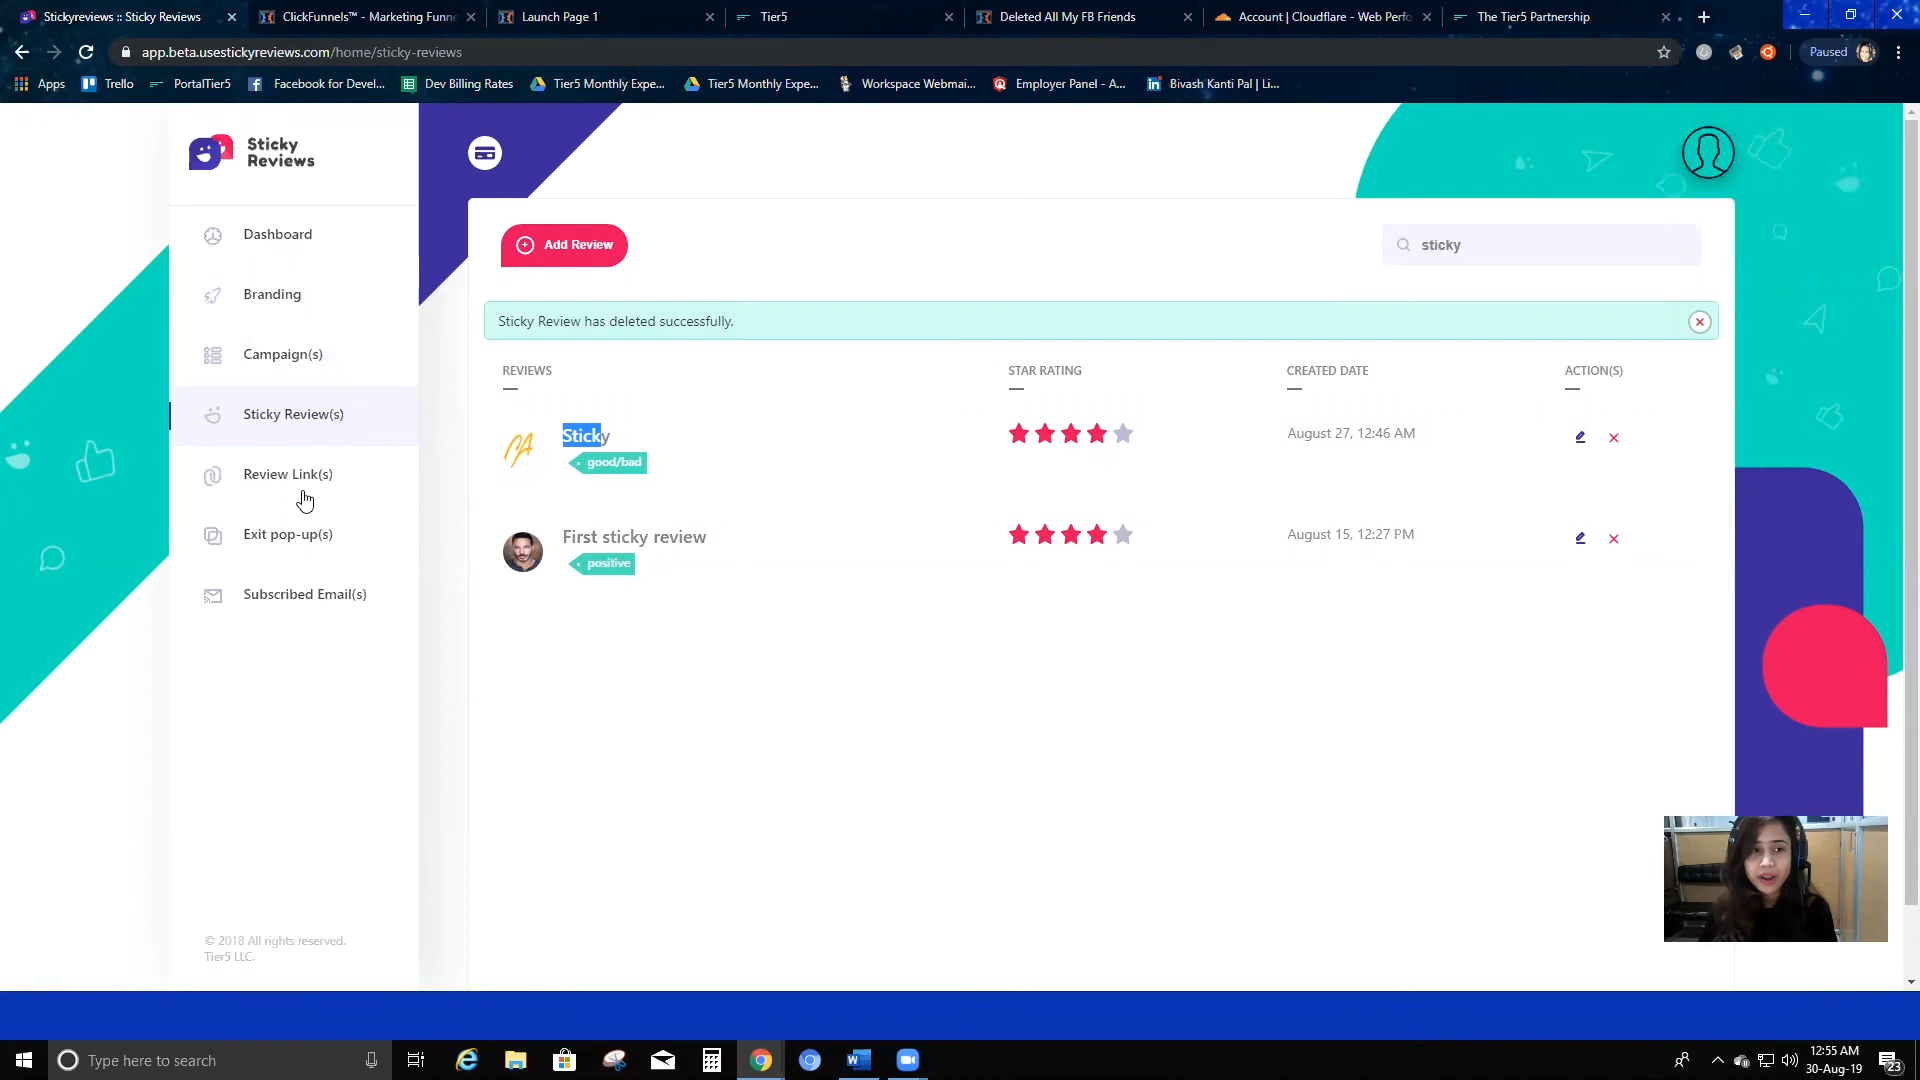 Stickyreviews :: Sticky Reviews
ClickFunnels™ - Marketing Funne
Launch Page 1
Tier5
Deleted All My FB Friends
Account | Cloudflare - Web Perfo
The Tier5 Partnership
app.beta.usestickyreviews.com/home/sticky-reviews
Paused
Apps
Trello
PortalTier5
Facebook for Devel...
Dev Billing Rates
Tier5 Monthly Expe...
Tier5 Monthly Expe...
Workspace Webmai...
Employer Panel - A...
Bivash Kanti Pal | Li...
Sticky
Reviews
Dashboard
Branding
Campaign(s)
Sticky Review(s)
Review Link(s)
Exit pop-up(s)
Subscribed Email(s)
© 2018 All rights reserved.
Tier5 LLC.
Add Review
sticky
Sticky Review has deleted successfully.
REVIEWS
STAR RATING
CREATED DATE
ACTION(S)
Sticky
good/bad
August 27, 12:46 AM
First sticky review
positive
August 15, 12:27 PM
Type here to search
12:55 AM
30-Aug-19
23